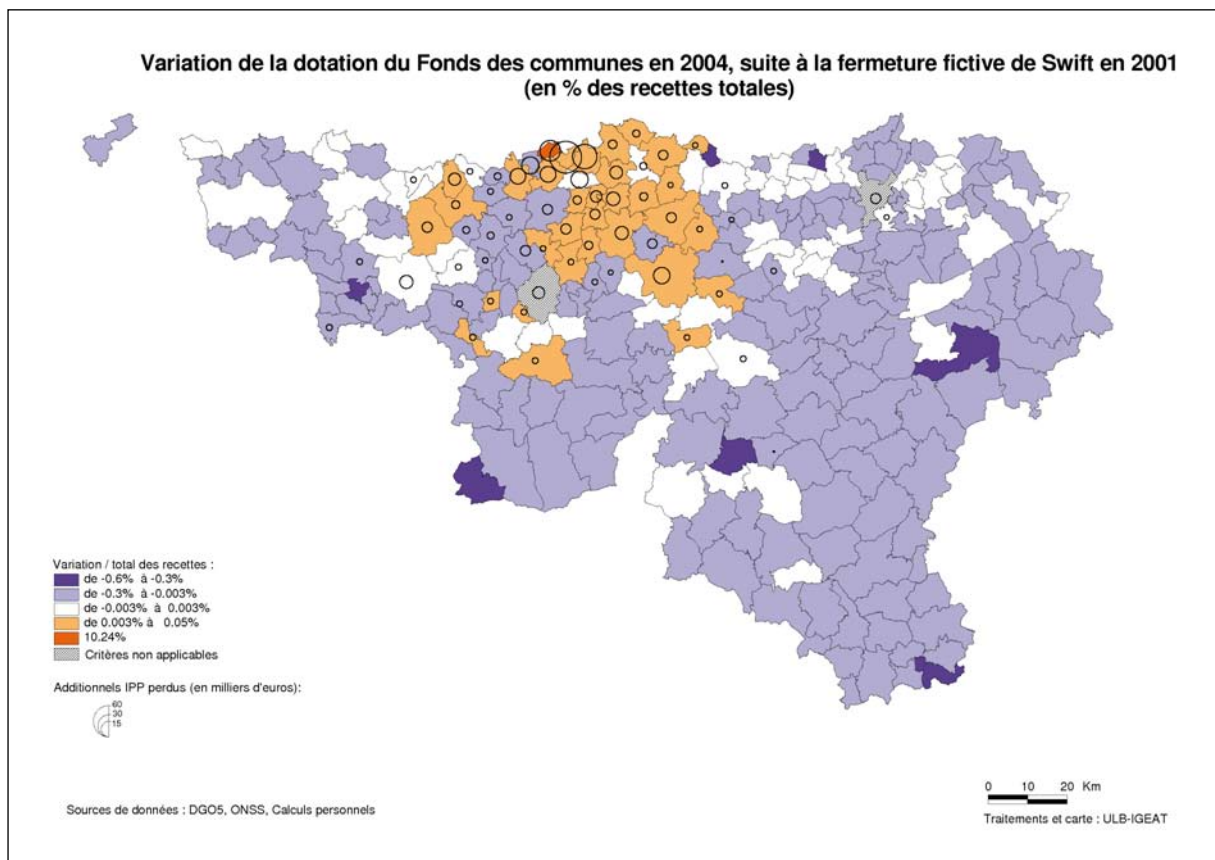 Variation de la dotation du Fonds des communes en 2004, suite à la fermeture fictive de Swift en 2001
(en % des recettes totales)
Variation / total des recettes :
de -0.6% à -0.3%
de -0.3% à -0.003%
de -0.003% à 0.003%
de 0.003% à 0.05%
10.24%
Critères non applicables
Additionnels IPP perdus (en milliers d'euros):
60
30
15
0 10 20 Km
Sources de données : DGO5, ONSS, Calculs personnels
Traitements et carte : ULB-IGEAT